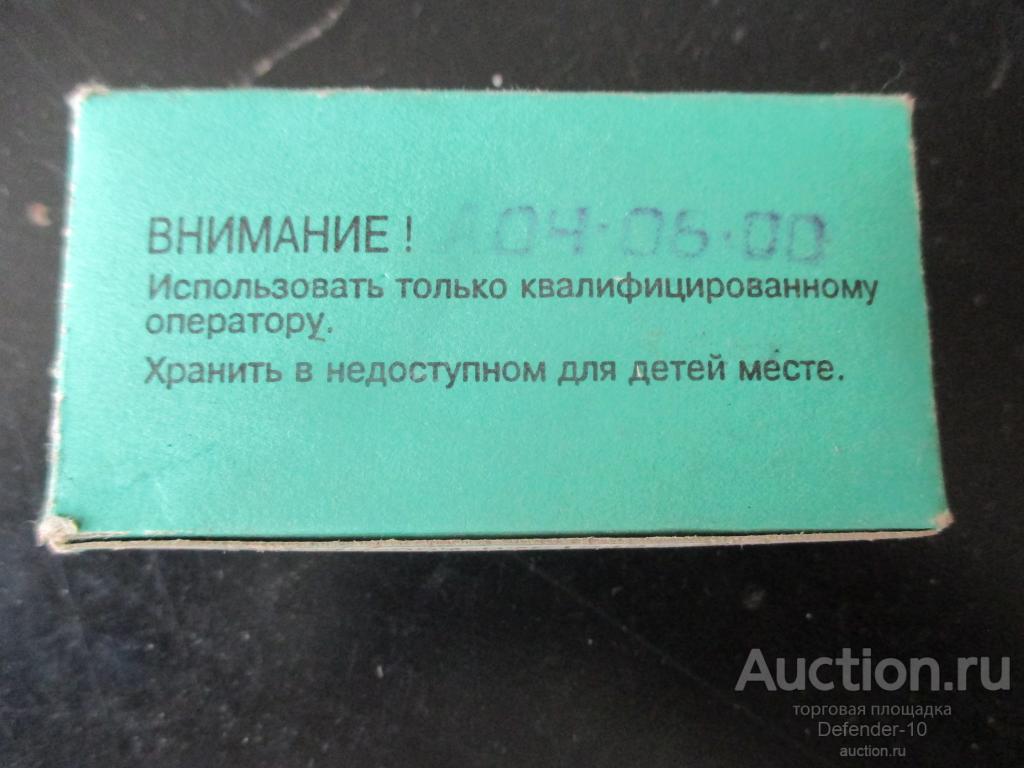 ВНИМАНИЕ ! А04·06·00
Использовать только квалифицированному
оператору.
Хранить в недоступном для детей месте.
Auction.ru
торговая площадка
Defender-10
auction.ru